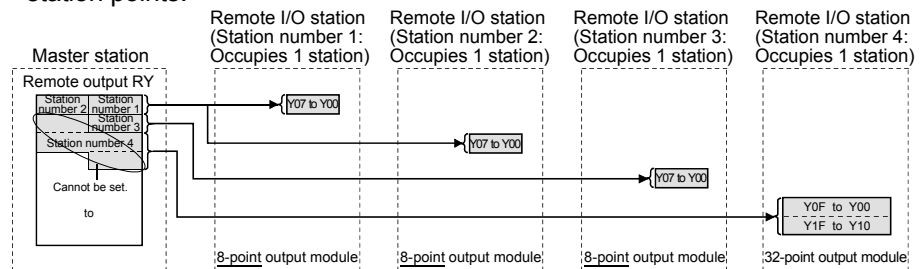 station points.
Master station
Remote output RY
Station number 2
Station number 1
Station number 3
Station number 4
Cannot be set.
to
Remote I/O station
(Station number 1:
Occupies 1 station)
Y07 to Y00
8-point output module
Remote I/O station
(Station number 2:
Occupies 1 station)
Y07 to Y00
8-point output module
Remote I/O station
(Station number 3:
Occupies 1 station)
Y07 to Y00
8-point output module
Remote I/O station
(Station number 4:
Occupies 1 station)
Y0F to Y00
Y1F to Y10
32-point output module